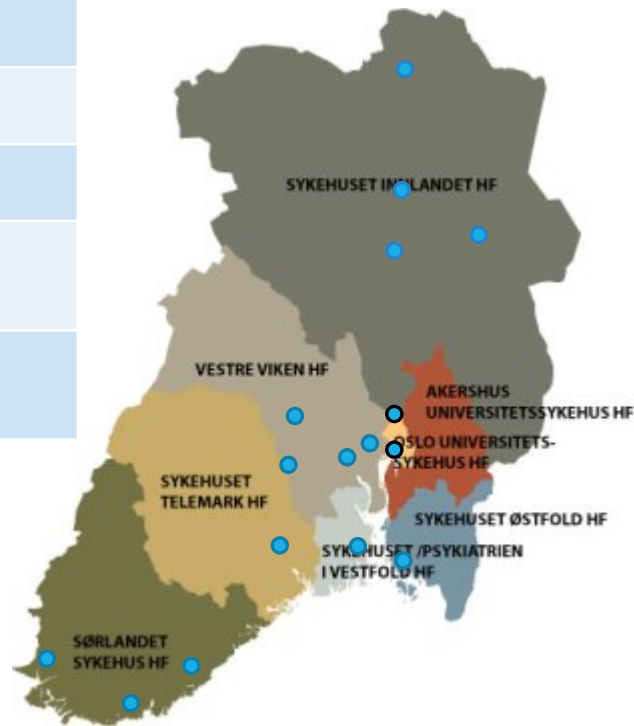 SYKEHUSET INNLANDET HF
VESTRE VIKEN HF
AKERSHUS
UNIVERSITETSSYKEHUS HF
OSLO UNIVERSITETS-
SYKEHUS HF
SYKEHUSET
TELEMARK HF
SYKEHUSET ØSTFOLD HF
SYKEHUSET /PSYKIATRIEN
I VESTFOLD HF
SØRLANDET
SYKEHUS HF